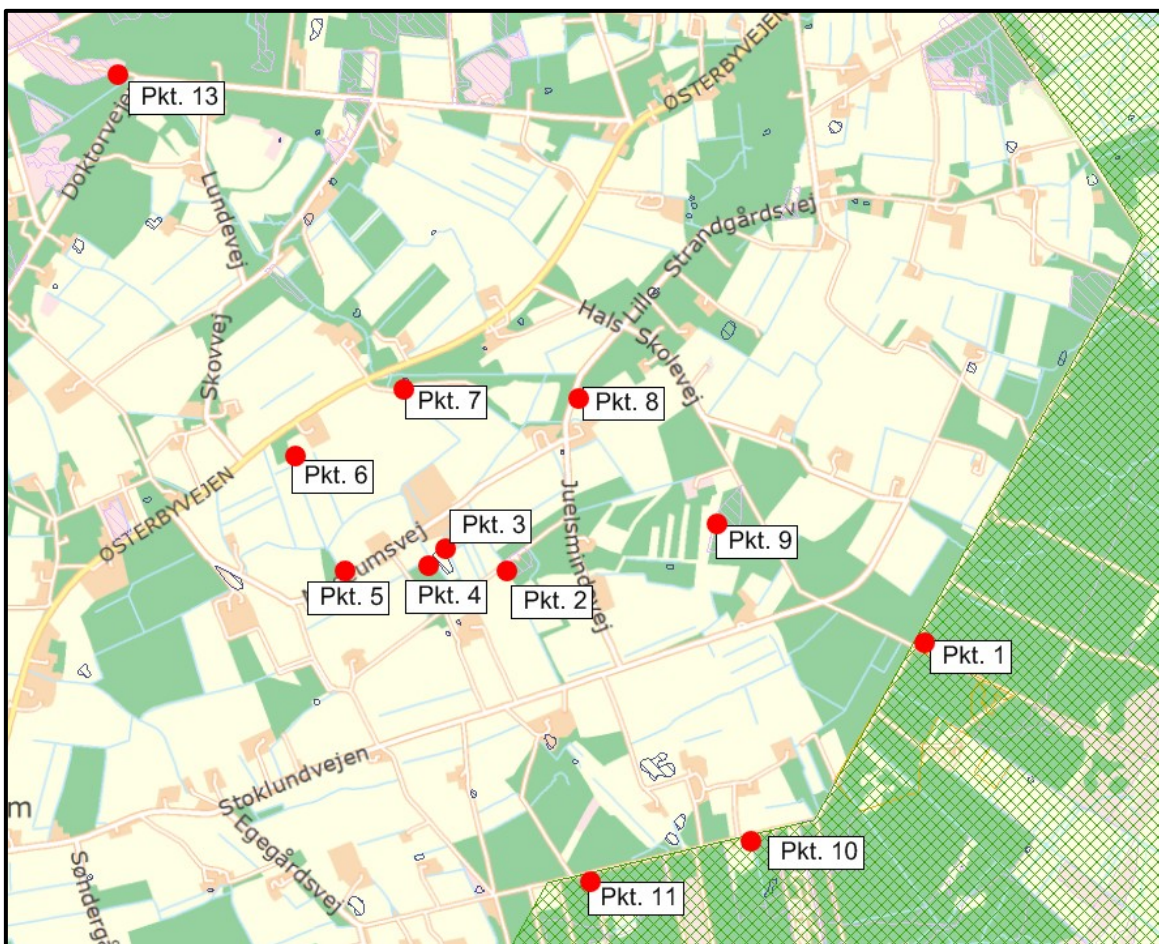 ØSTERBYVEJEN
Pkt. 13
Doktorvejen
Lundevej
Strandgårdsvej
Hals Lille
Skolevej
Skovvej
Pkt. 7
Pkt. 8
Pkt. 6
ØSTERBYVEJEN
Juelsmindevej
Pkt. 3
Pkt. 9
Pkt. 5
Pkt. 4
Pkt. 2
Pkt. 1
Stoklundvejen
m
Egegårdsvej
Pkt. 10
Pkt. 11